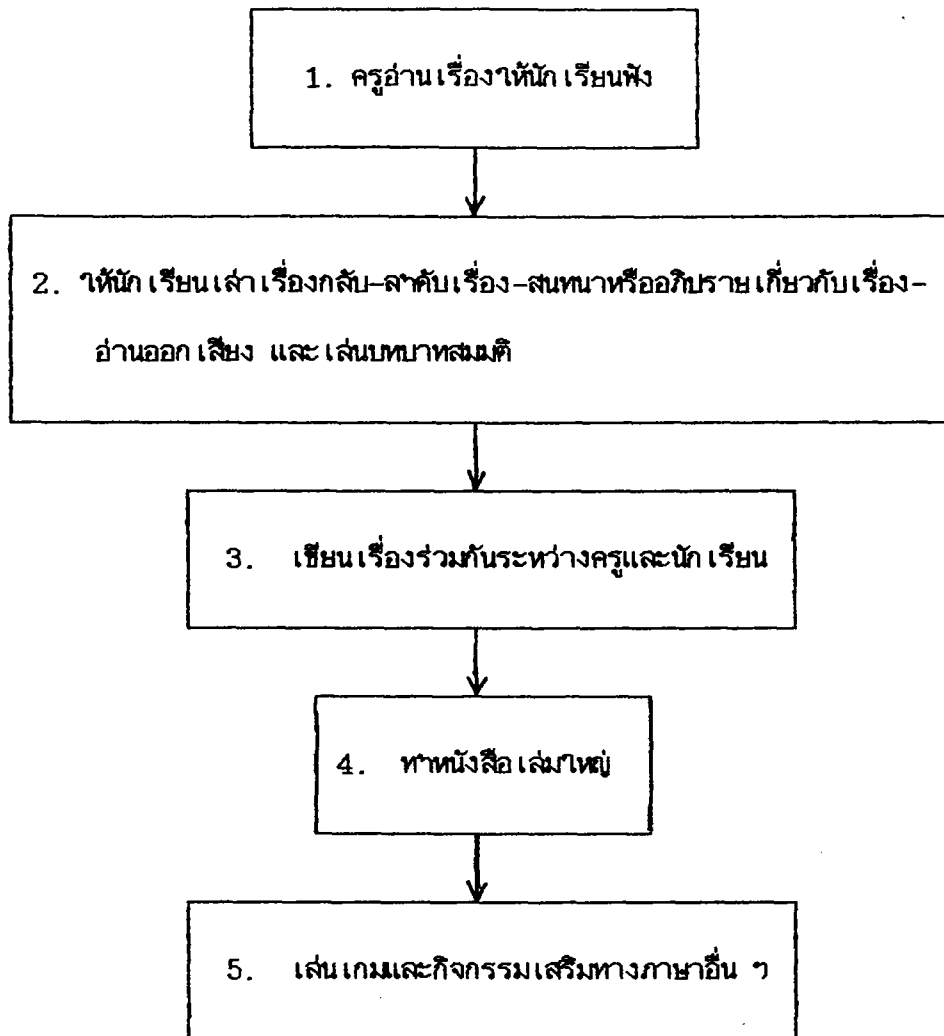 1. ครูอ่านเรื่องให้นักเรียนฟัง
2. ให้นักเรียนเล่าเรื่องกลับ-ลำดับเรื่อง-สนทนาหรืออภิปรายเกี่ยวกับเรื่อง-
อ่านออกเสียง และเล่นบทบาทสมมติ
3. เขียนเรื่องร่วมกันระหว่างครูและนักเรียน
4. ทำหนังสือเล่มใหญ่
5. เล่นเกมและกิจกรรมเสริมทางภาษาอื่น ๆ